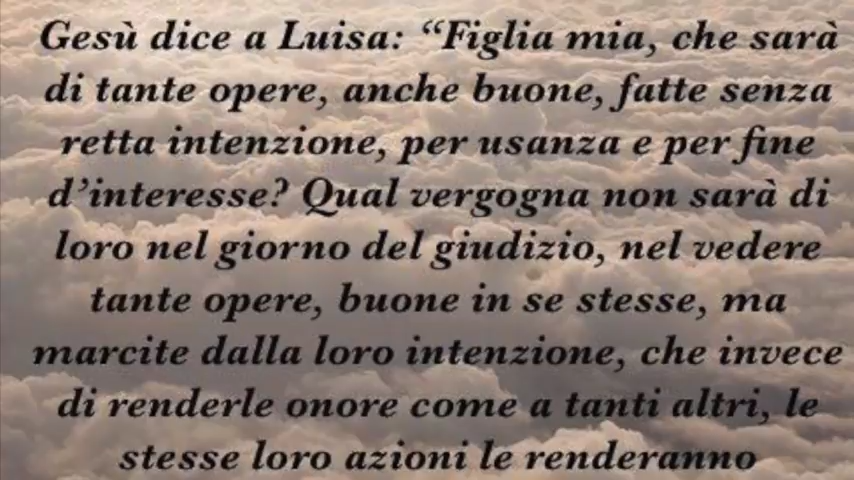 Gesù dice a Luisa: “Figlia mia, che sarà
di tante opere, anche buone, fatte senza
retta intenzione, per usanza e per fine
d’interesse? Qual vergogna non sarà di
loro nel giorno del giudizio, nel vedere
tante opere, buone in se stesse, ma
marcite dalla loro intenzione, che invece
di renderle onore come a tanti altri, le
stesse loro azioni le renderanno